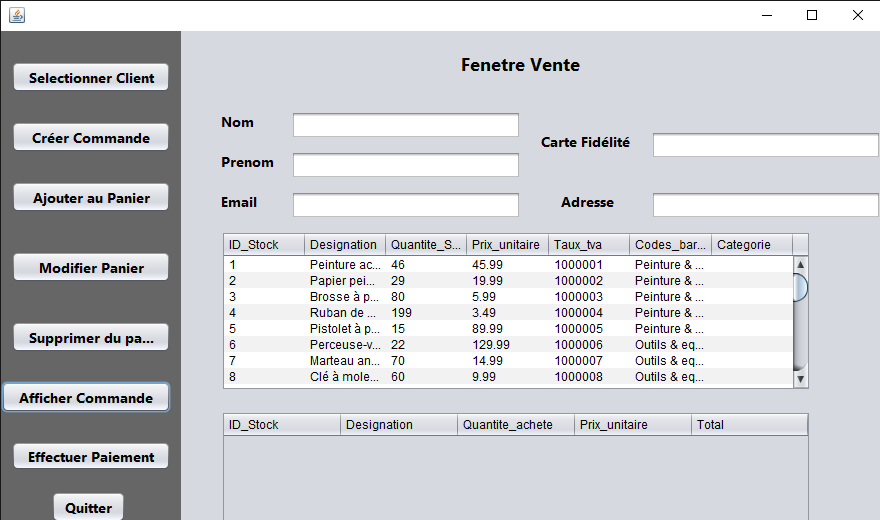 Fenetre Vente
Selectionner Client
Créer Commande
Ajouter au Panier
Modifier Panier
Supprimer du pa...
Afficher Commande
Effectuer Paiement
Quitter
Nom
Prenom
Email
Carte Fidélité
Adresse
ID_Stock Designation Quantite_S... Prix_unitaire Taux_tva Codes_bar... Categorie
1 Peinture ac... 46 45.99 1000001 Peinture & ...
2 Papier pei... 29 19.99 1000002 Peinture & ...
3 Brosse à p... 80 5.99 1000003 Peinture & ...
4 Ruban de ... 199 3.49 1000004 Peinture & ...
5 Pistolet à p... 15 89.99 1000005 Peinture & ...
6 Perceuse-v... 22 129.99 1000006 Outils & eq...
7 Marteau an... 70 14.99 1000007 Outils & eq...
8 Clé à mole... 60 9.99 1000008 Outils & eq...
ID_Stock Designation Quantite_achete Prix_unitaire Total